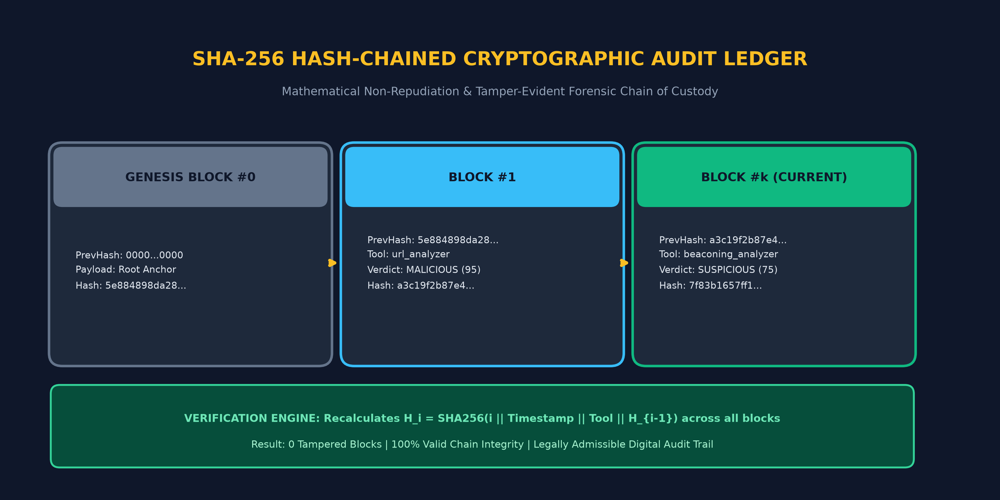 SHA-256 HASH-CHAINED CRYPTOGRAPHIC AUDIT LEDGER
Mathematical Non-Repudiation & Tamper-Evident Forensic Chain of Custody
GENESIS BLOCK #0
PrevHash: 0000...0000
Payload: Root Anchor
Hash: 5e884898da28...
BLOCK #1
PrevHash: 5e884898da28...
Tool: url_analyzer
Verdict: MALICIOUS (95)
Hash: a3c19f2b87e4...
BLOCK #k (CURRENT)
PrevHash: a3c19f2b87e4...
Tool: beaconing_analyzer
Verdict: SUSPICIOUS (75)
Hash: 7f83b1657ff1...
VERIFICATION ENGINE: Recalculates H_i = SHA256(i || Timestamp || Tool || H_{i-1}) across all blocks
Result: 0 Tampered Blocks | 100% Valid Chain Integrity | Legally Admissible Digital Audit Trail